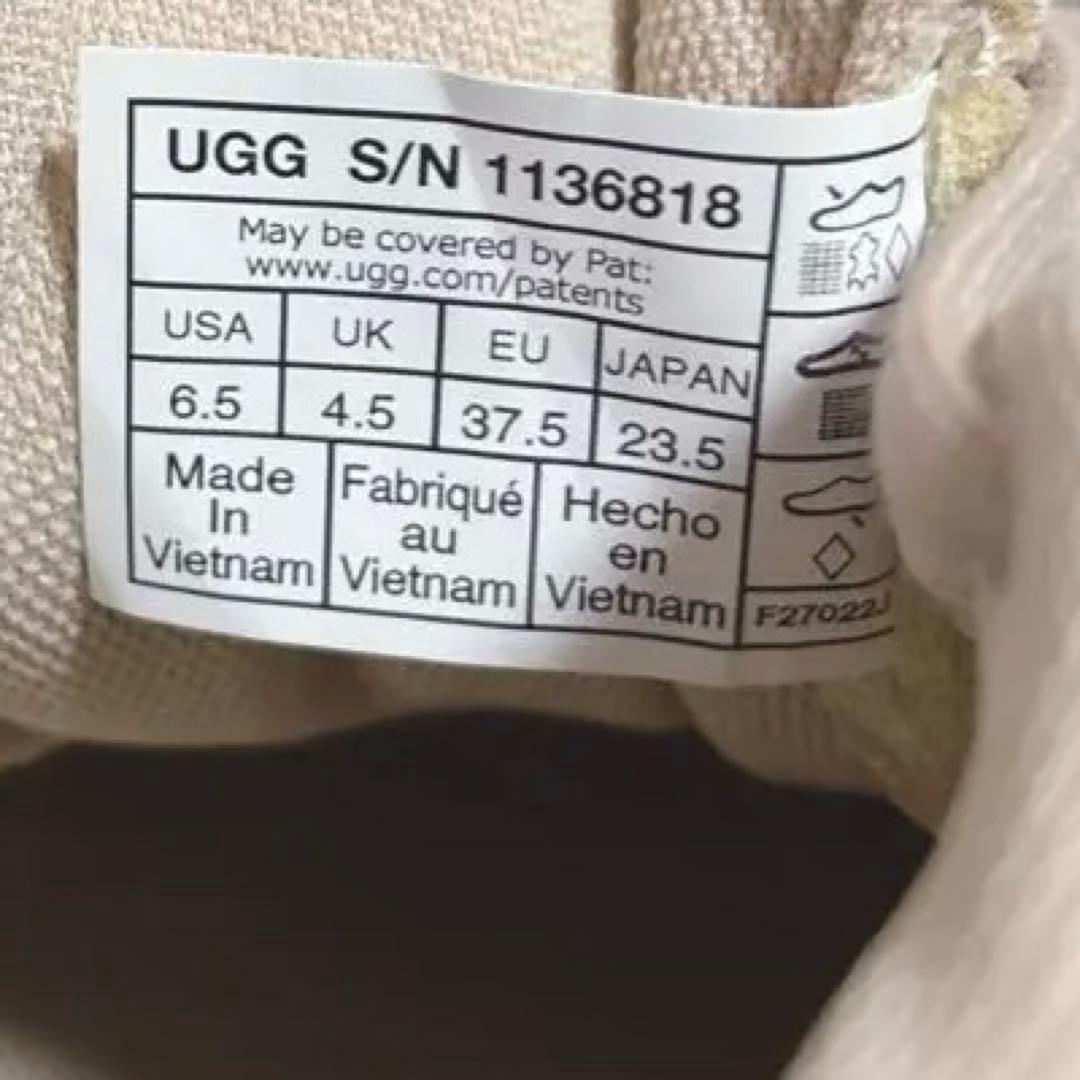 UGG S/N 1136818
May be covered by Pat:
www.ugg.com/patents
USA UK EU JAPAN
6.5 4.5 37.5 23.5
Made
In
Vietnam
Fabriqué
au
Vietnam
Hecho
en
Vietnam
F27022J